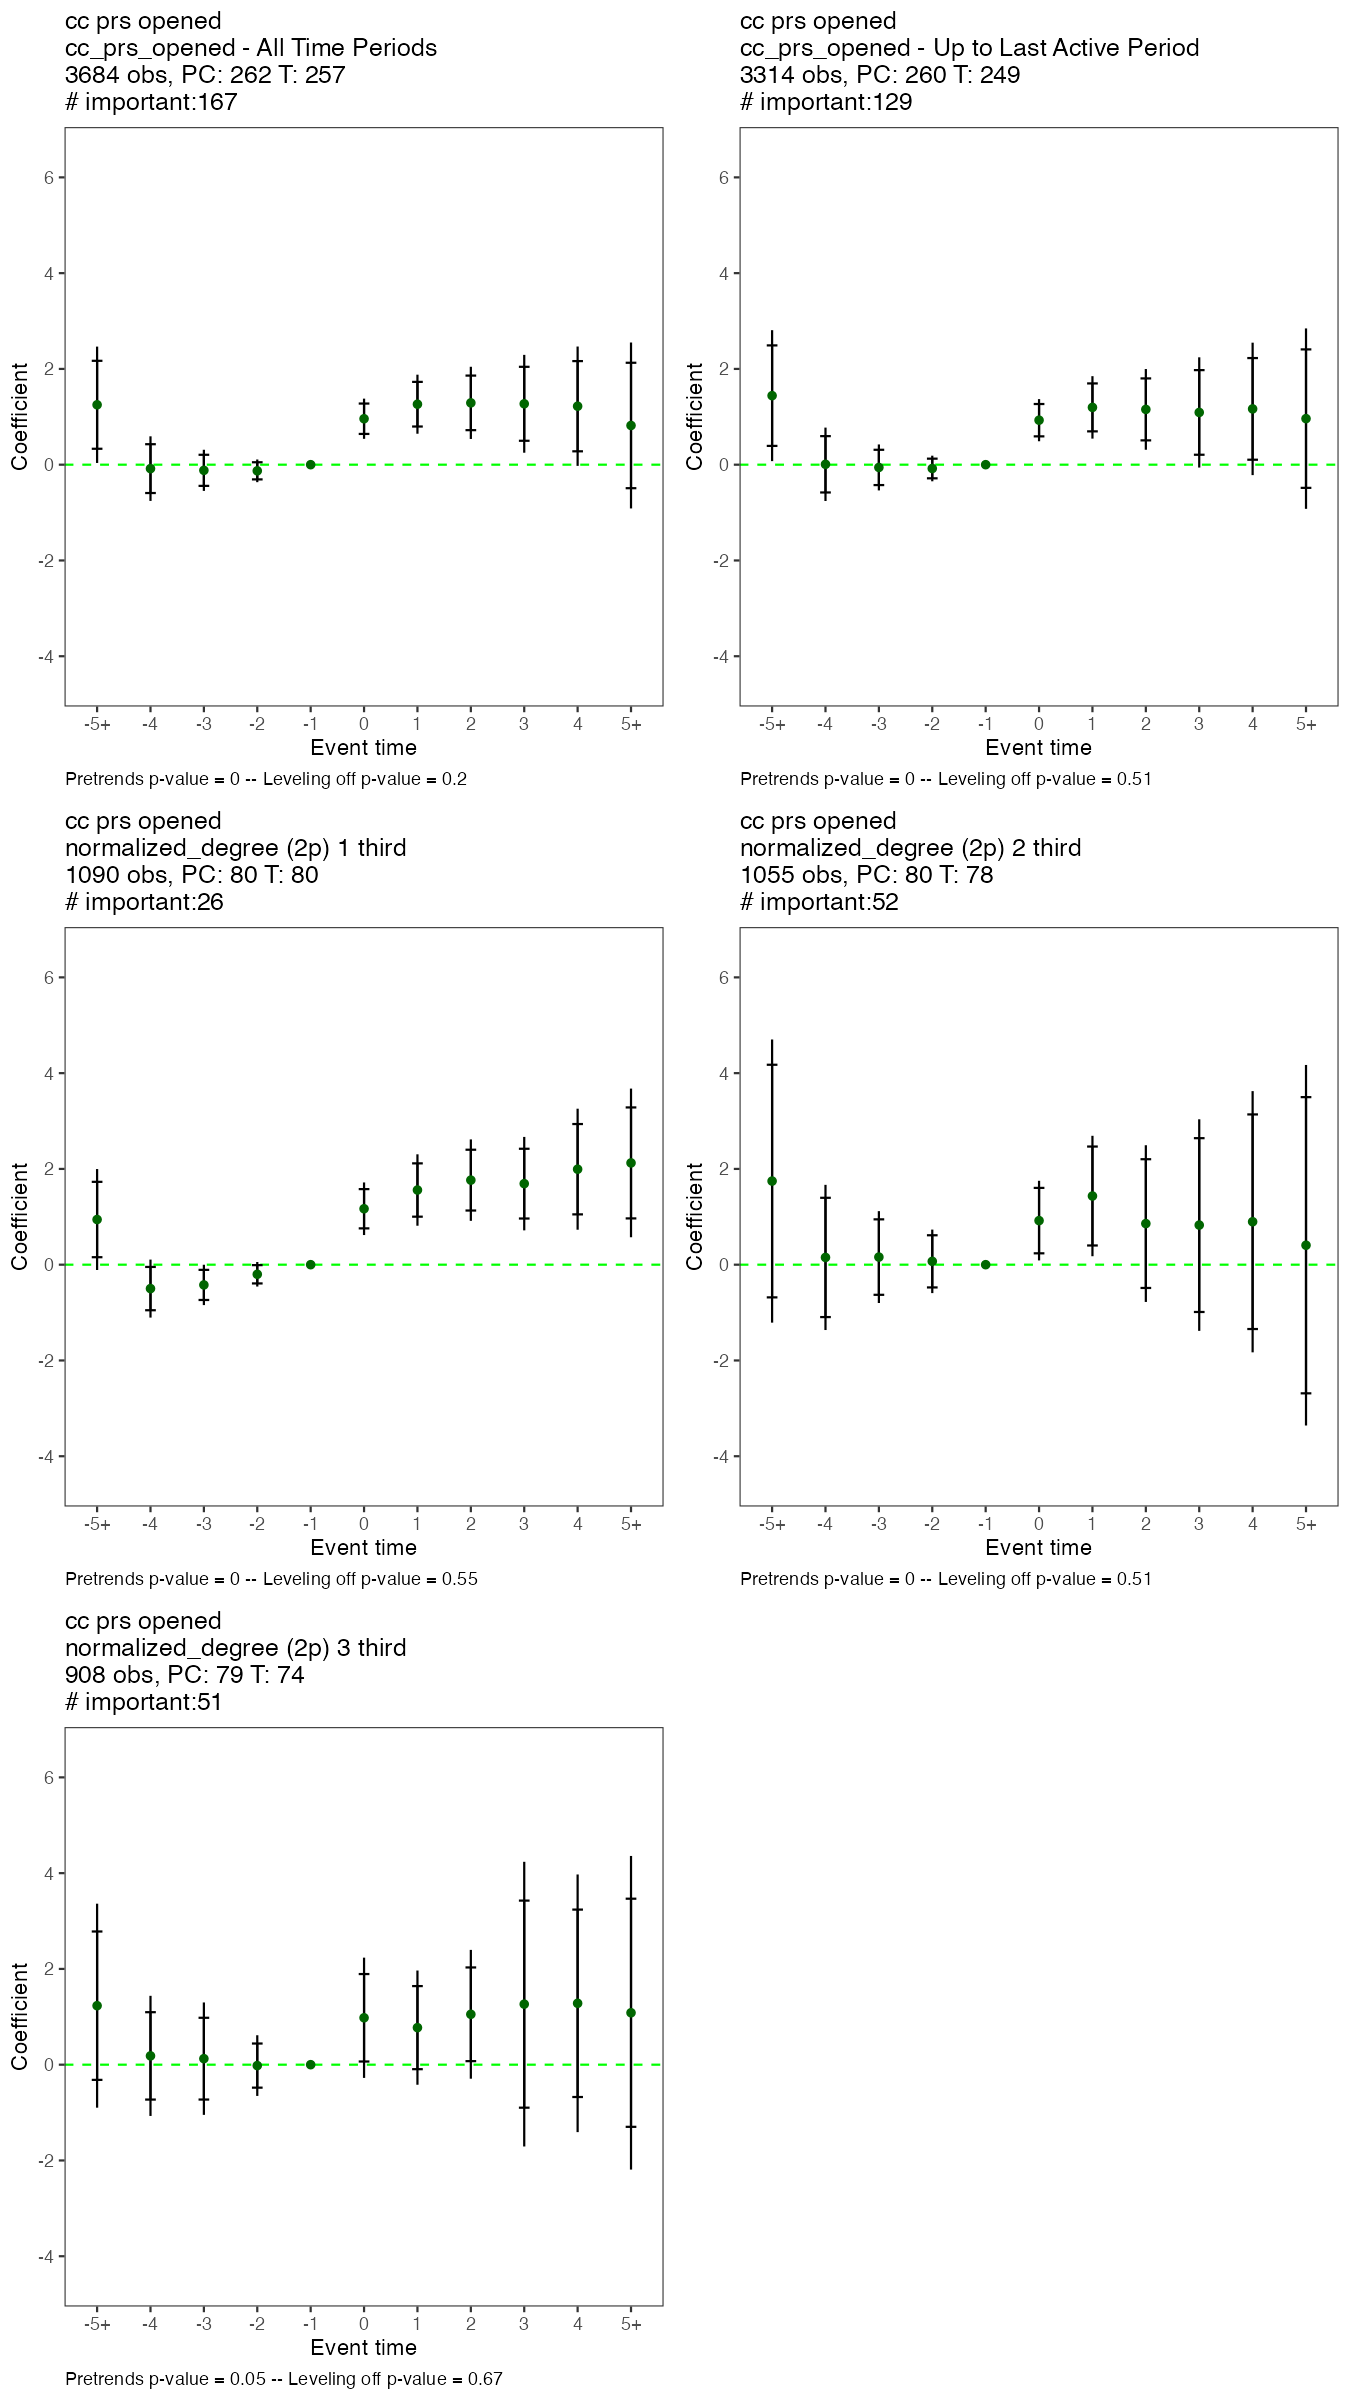 cc prs opened
cc_prs_opened - All Time Periods
3684 obs, PC: 262 T: 257
# important:167
6
4
2
0
-2
-4
Coefficient
-5+ -4 -3 -2 -1 0 1 2 3 4 5+
Event time
Pretrends p-value = 0 -- Leveling off p-value = 0.2
cc prs opened
cc_prs_opened - Up to Last Active Period
3314 obs, PC: 260 T: 249
# important:129
6
4
2
0
-2
-4
Coefficient
-5+ -4 -3 -2 -1 0 1 2 3 4 5+
Event time
Pretrends p-value = 0 -- Leveling off p-value = 0.51
cc prs opened
normalized_degree (2p) 1 third
1090 obs, PC: 80 T: 80
# important:26
6
4
2
0
-2
-4
Coefficient
-5+ -4 -3 -2 -1 0 1 2 3 4 5+
Event time
Pretrends p-value = 0 -- Leveling off p-value = 0.55
cc prs opened
normalized_degree (2p) 2 third
1055 obs, PC: 80 T: 78
# important:52
6
4
2
0
-2
-4
Coefficient
-5+ -4 -3 -2 -1 0 1 2 3 4 5+
Event time
Pretrends p-value = 0 -- Leveling off p-value = 0.51
cc prs opened
normalized_degree (2p) 3 third
908 obs, PC: 79 T: 74
# important:51
6
4
2
0
-2
-4
Coefficient
-5+ -4 -3 -2 -1 0 1 2 3 4 5+
Event time
Pretrends p-value = 0.05 -- Leveling off p-value = 0.67